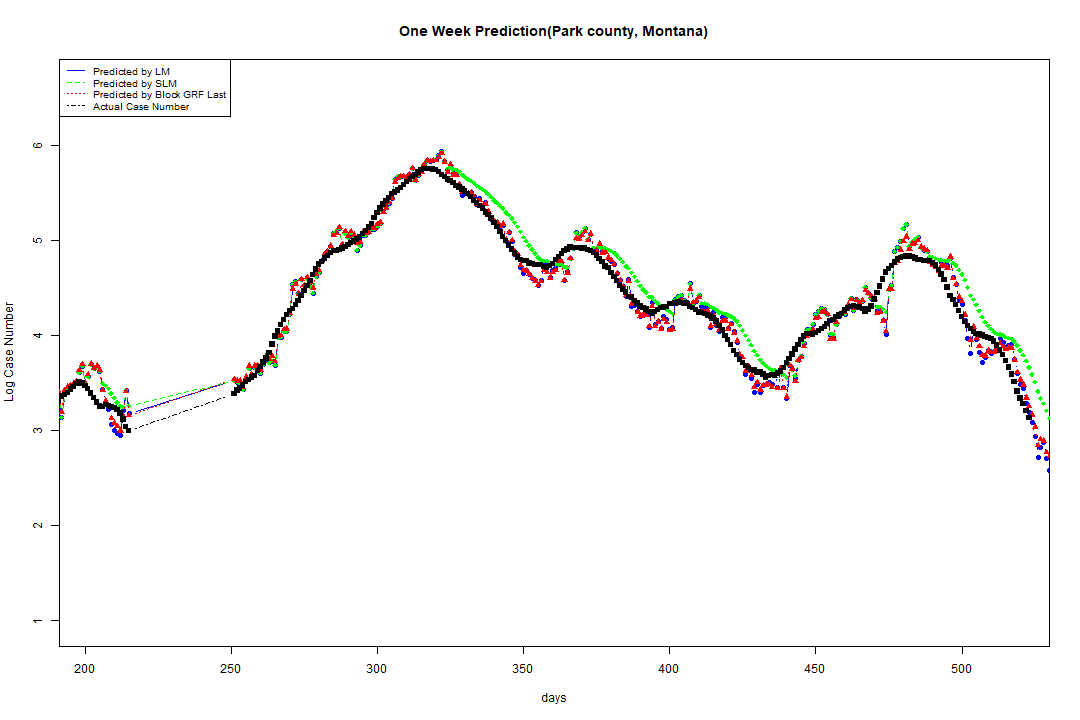 One Week Prediction(Park county, Montana)
Predicted by LM
Predicted by SLM
Predicted by Block GRF Last
Actual Case Number
6
5
4
3
2
1
Log Case Number
200 250 300 350 400 450 500
days